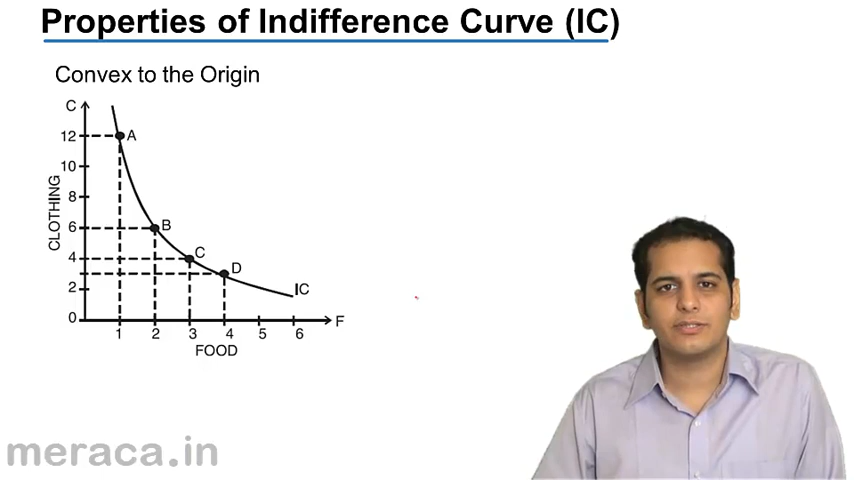 Properties of Indifference Curve (IC)
Convex to the Origin
C
12
A
10
8
6
B
4
C
D
2
IC
0
F
1 2 3 4 5 6
CLOTHING
FOOD
meraca.in